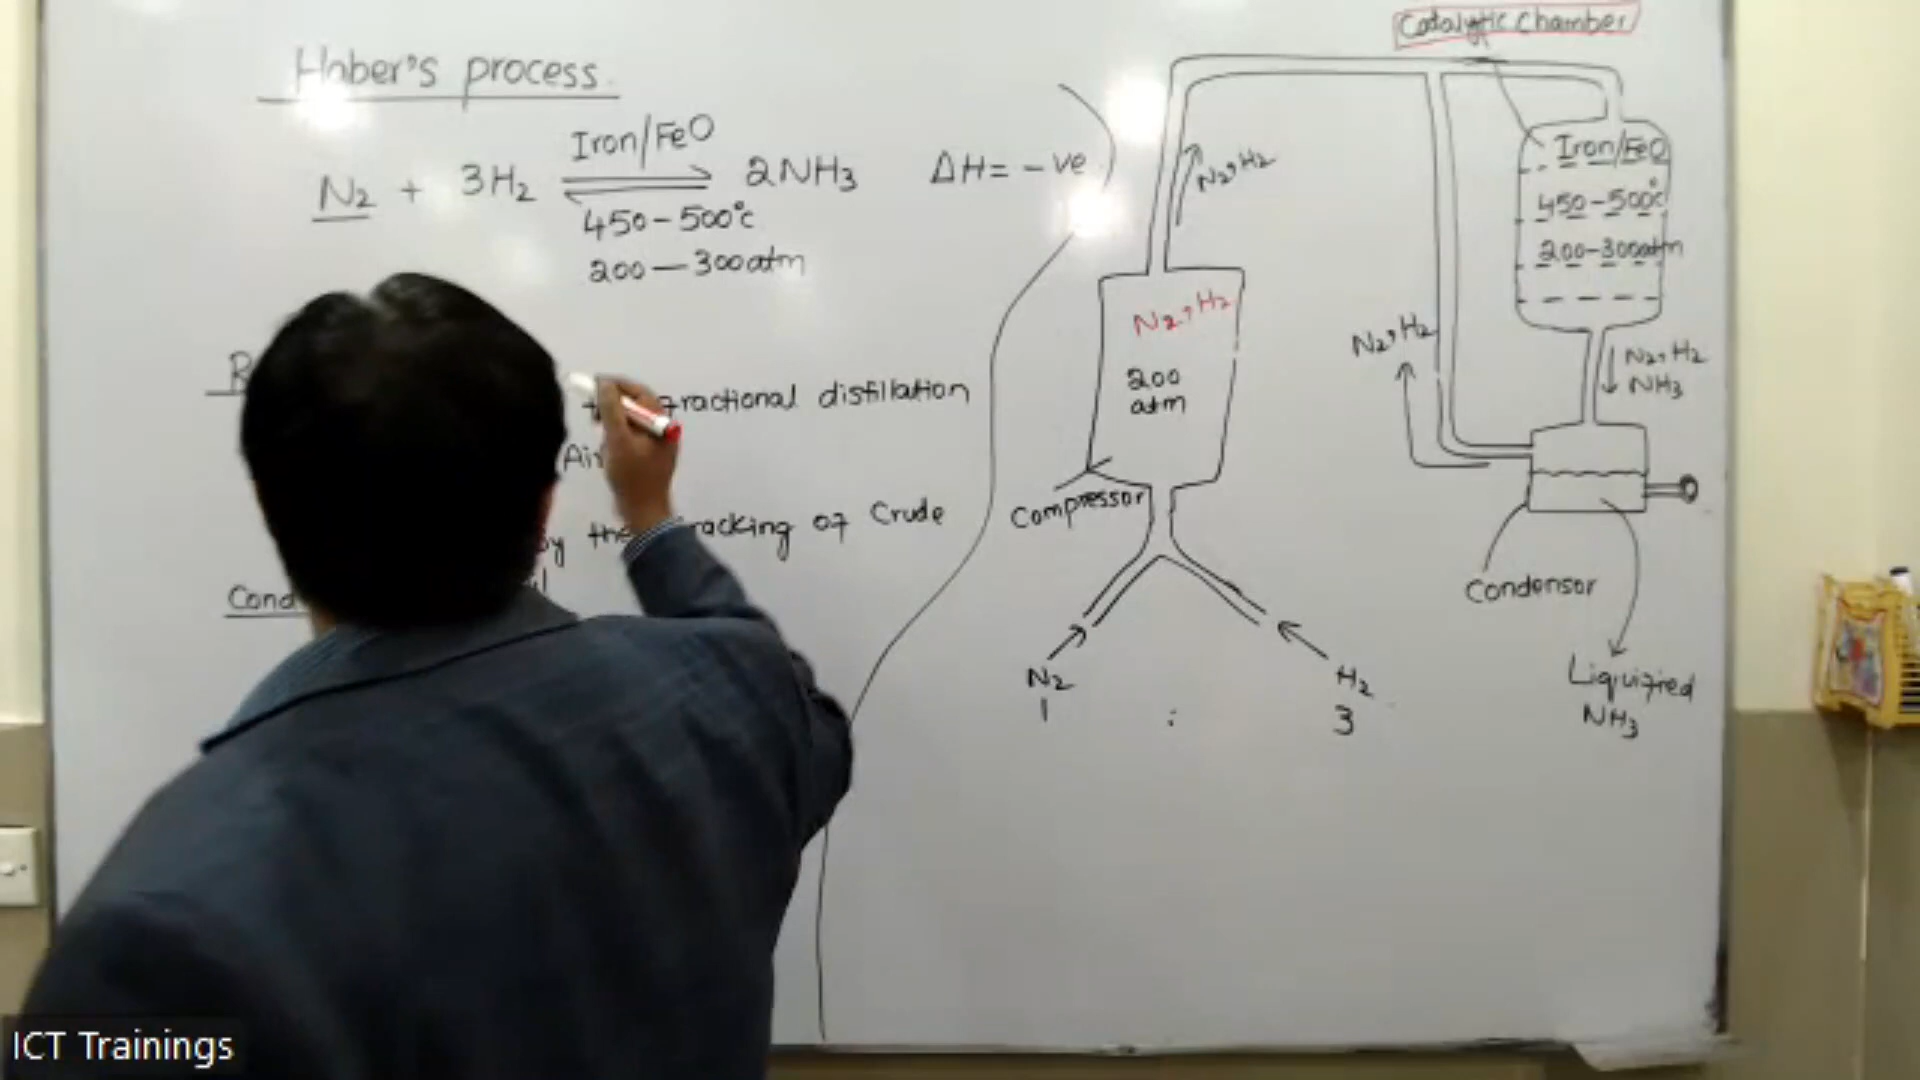 Haber's process.
Iron/FeO
N2 + 3H2 ⇌ 2NH3 ΔH= -ve
450-500°c
200—300atm
fractional distillation
Air
by the cracking of Crude
Catalytic Chamber
Iron/FeO
450-500°c
200-300atm
N2,H2
N2,H2
200
atm
Compressor
N2 H2
1 : 3
N2,H2
N2,H2
NH3
Condensor
Liquified
NH3
ICT Trainings